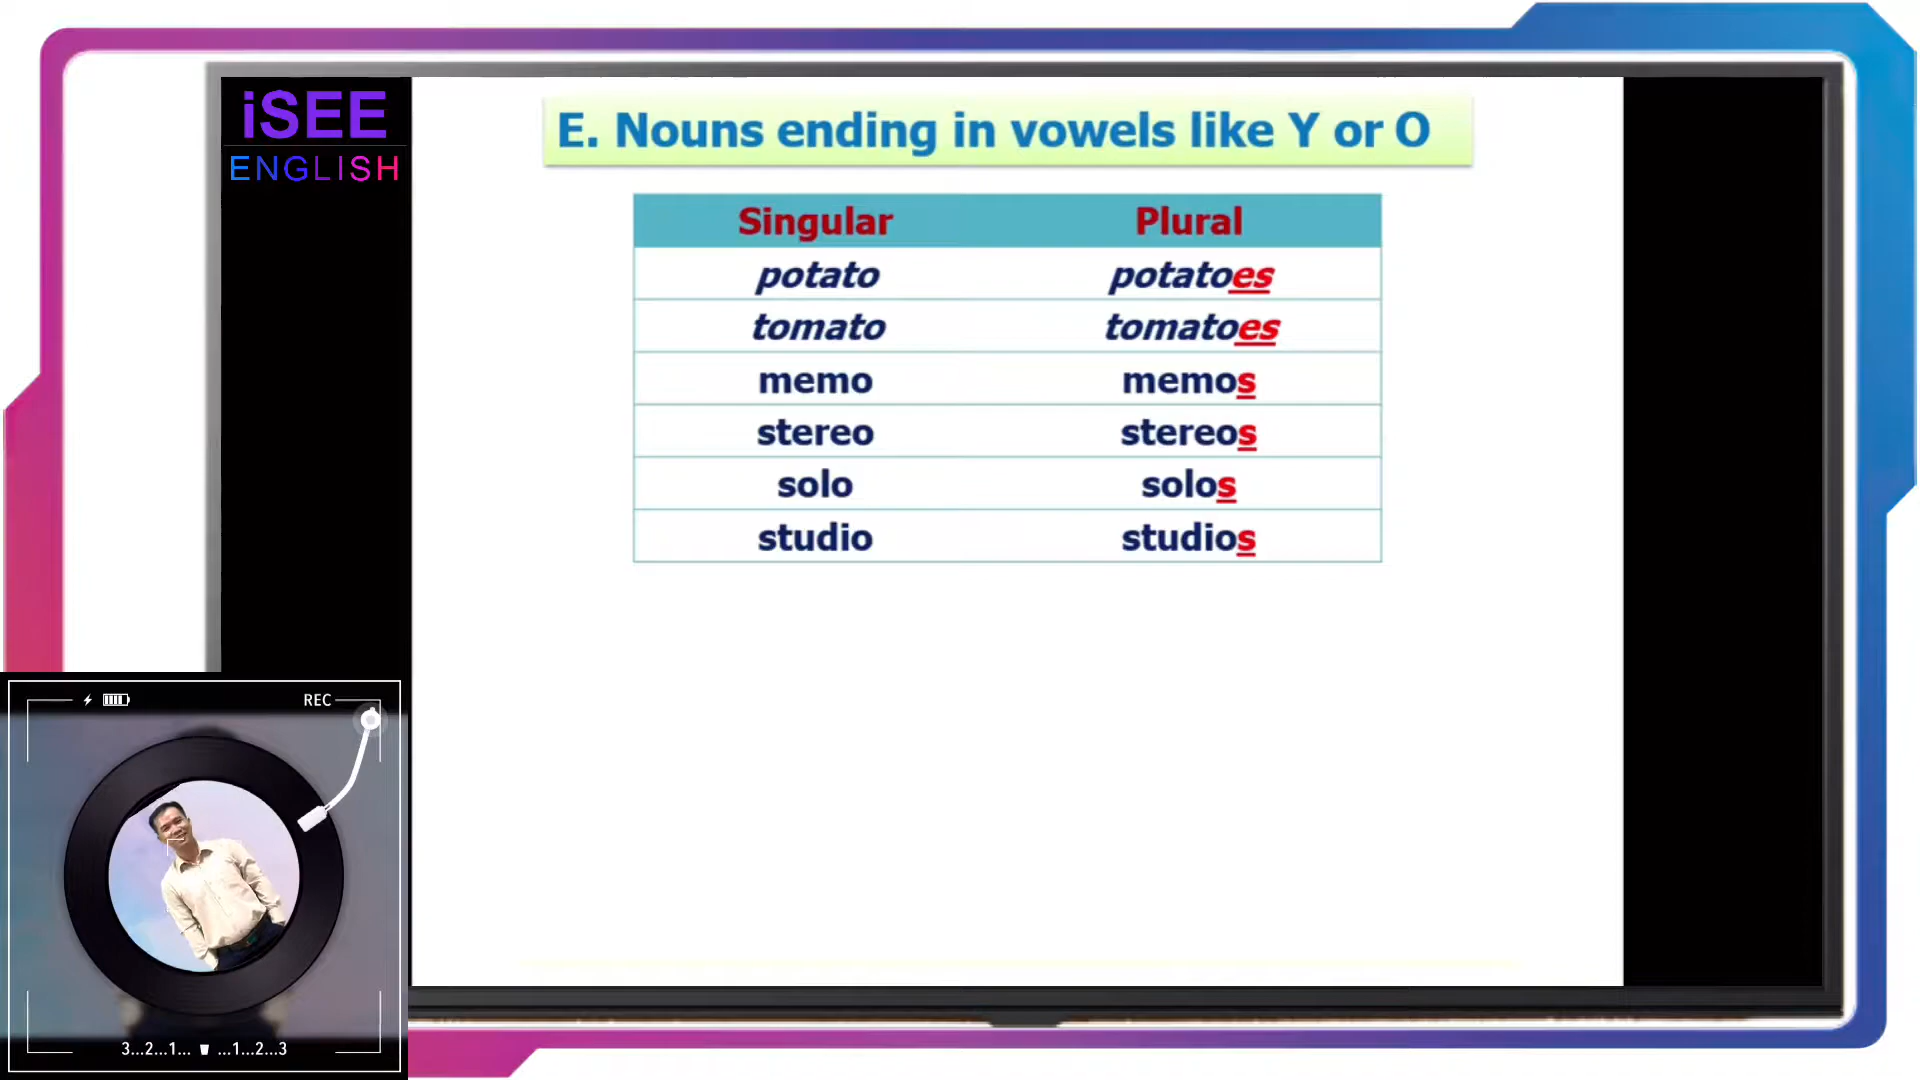 iSEE
ENGLISH
E. Nouns ending in vowels like Y or O
Singular Plural
potato potatoes
tomato tomatoes
memo memos
stereo stereos
solo solos
studio studios
REC
3...2...1... ...1...2...3